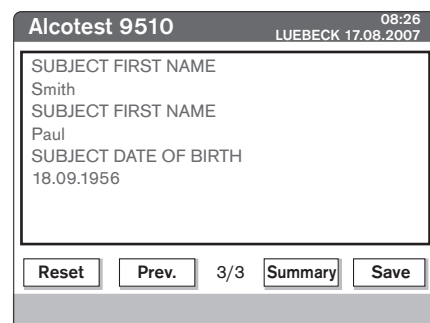 Alcotest 9510
08:26
LUEBECK 17.08.2007
SUBJECT FIRST NAME
Smith
SUBJECT FIRST NAME
Paul
SUBJECT DATE OF BIRTH
18.09.1956
Reset Prev. 3/3 Summary Save